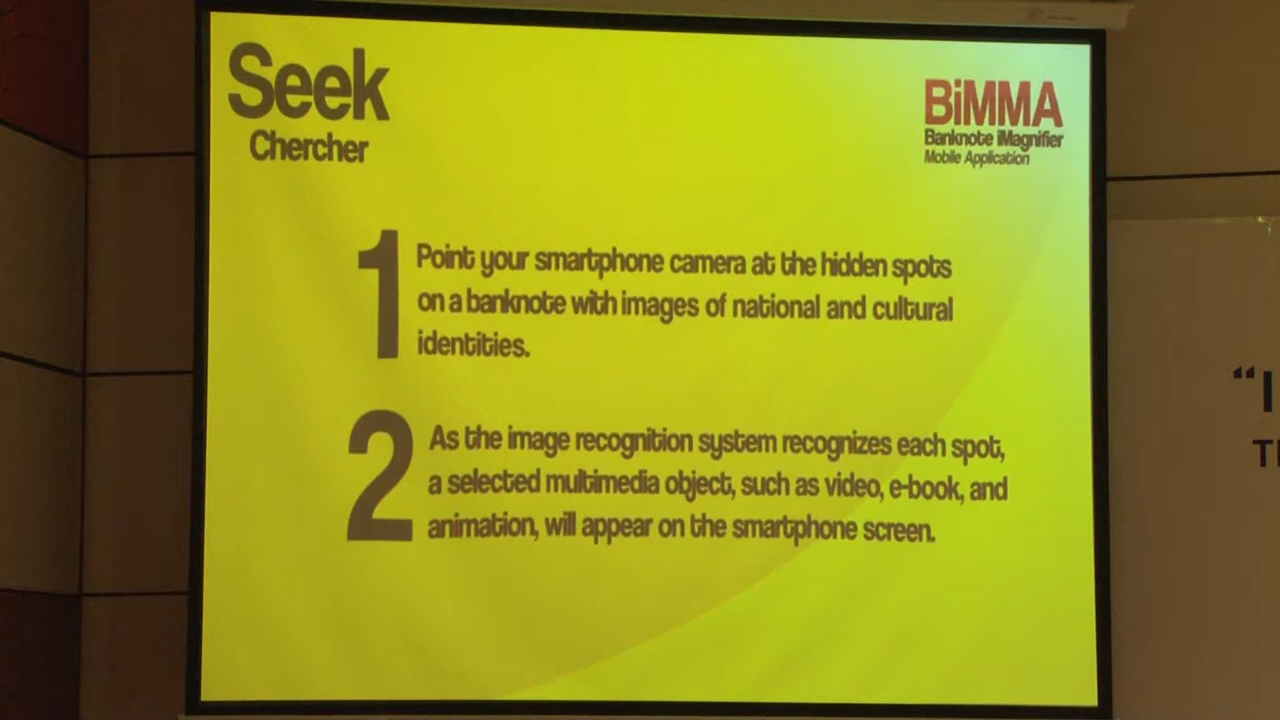 Seek
Chercher
BiMMA
Banknote iMagnifier
Mobile Application
1
Point your smartphone camera at the hidden spots
on a banknote with images of national and cultural
identities.
2
As the image recognition system recognizes each spot,
a selected multimedia object, such as video, e-book, and
animation, will appear on the smartphone screen.
“I